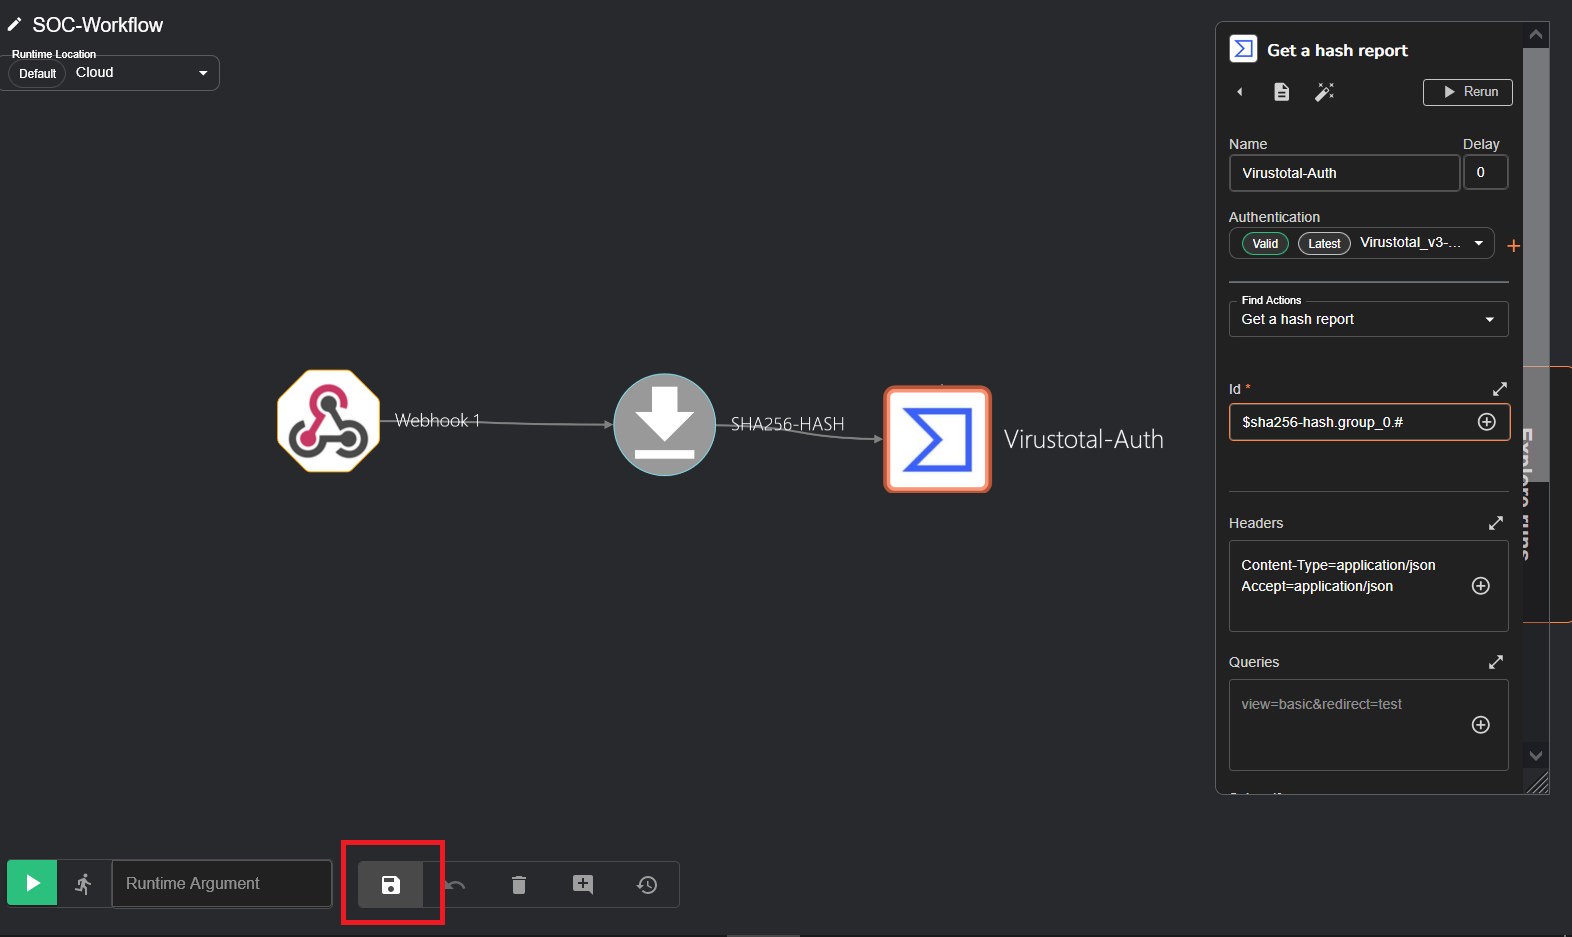 SOC-Workflow
Runtime Location
Default Cloud
Webhook 1
SHA256-HASH
Virustotal-Auth
Get a hash report
Rerun
Name Delay
Virustotal-Auth 0
Authentication
Valid Latest Virustotal_v3-...
Find Actions
Get a hash report
Id *
$sha256-hash.group_0.#
Explore runs
Headers
Content-Type=application/json
Accept=application/json
Queries
view=basic&redirect=test
Runtime Argument